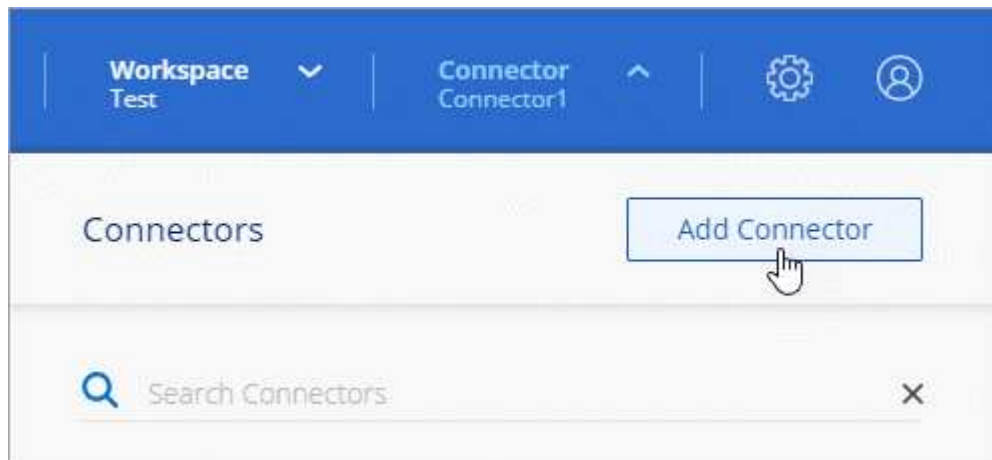 Workspace
Test
Connector
Connector1
Connectors
Add Connector
Search Connectors